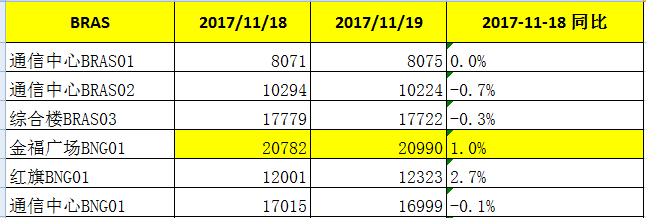 BRAS 2017/11/18 2017/11/19 2017-11-18 同比
通信中心BRAS01 8071 8075 0.0%
通信中心BRAS02 10294 10224 -0.7%
综合楼BRAS03 17779 17722 -0.3%
金福广场BNG01 20782 20990 1.0%
红旗BNG01 12001 12323 2.7%
通信中心BNG01 17015 16999 -0.1%